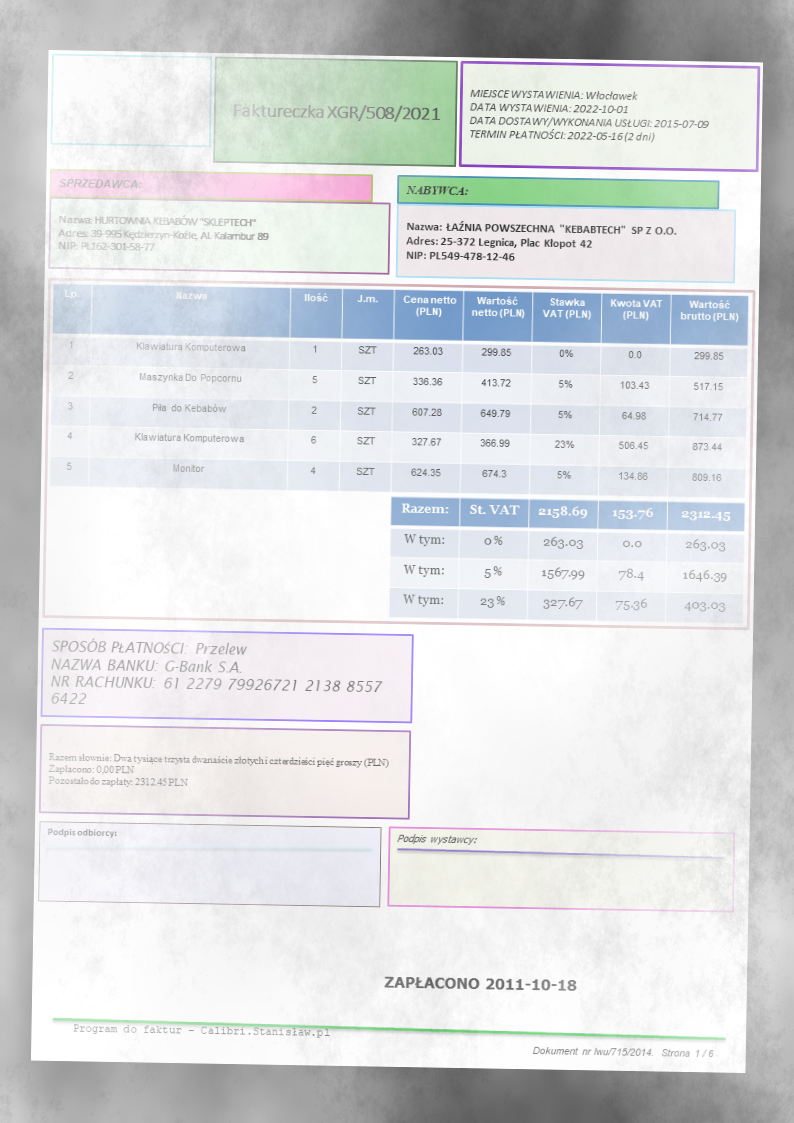 Faktureczka XGR/508/2021
MIEJSCE WYSTAWIENIA: Włocławek
DATA WYSTAWIENIA: 2022-10-01
DATA DOSTAWY/WYKONANIA USŁUGI: 2015-07-09
TERMIN PŁATNOŚCI: 2022-05-16 (2 dni)
SPRZEDAWCA:
Nazwa: HURTOWNIA KEBABÓW "SKLEPTECH"
Adres: 39-995 Kędzierzyn-Koźle, Al. Kalambur 89
NIP: PL162-301-58-77
NABYWCA:
Nazwa: ŁAŹNIA POWSZECHNA "KEBABTECH" SP Z O.O.
Adres: 25-372 Legnica, Plac Klopot 42
NIP: PL549-478-12-46
Lp. Nazwa Ilość J.m. Cena netto (PLN) Wartość netto (PLN) Stawka VAT (PLN) Kwota VAT (PLN) Wartość brutto (PLN)
1 Klawiatura Komputerowa 1 SZT 263.03 299.85 0% 0.0 299.85
2 Maszynka Do Popcornu 5 SZT 336.36 413.72 5% 103.43 517.15
3 Piła do Kebabów 2 SZT 607.28 649.79 5% 64.98 714.77
4 Klawiatura Komputerowa 6 SZT 327.67 366.99 23% 506.45 873.44
5 Monitor 4 SZT 624.35 674.3 5% 134.86 809.16
Razem: St. VAT 2158.69 153.76 2312.45
W tym: 0% 263.03 0.0 263.03
W tym: 5% 1567.99 78.4 1646.39
W tym: 23% 327.67 75.36 403.03
SPOSÓB PŁATNOŚCI: Przelew
NAZWA BANKU: G-Bank S.A.
NR RACHUNKU: 61 2279 79926721 2138 8557
6422
Razem słownie: Dwa tysiące trzysta dwanaście złotych i czterdzieści pięć groszy (PLN)
Zapłacono: 0,00 PLN
Pozostało do zapłaty: 2312.45 PLN
Podpis odbiorcy:
Podpis wystawcy:
ZAPŁACONO 2011-10-18
Program do faktur – Calibri.Stanisław.pl
Dokument nr lwu/715/2014. Strona 1 / 6